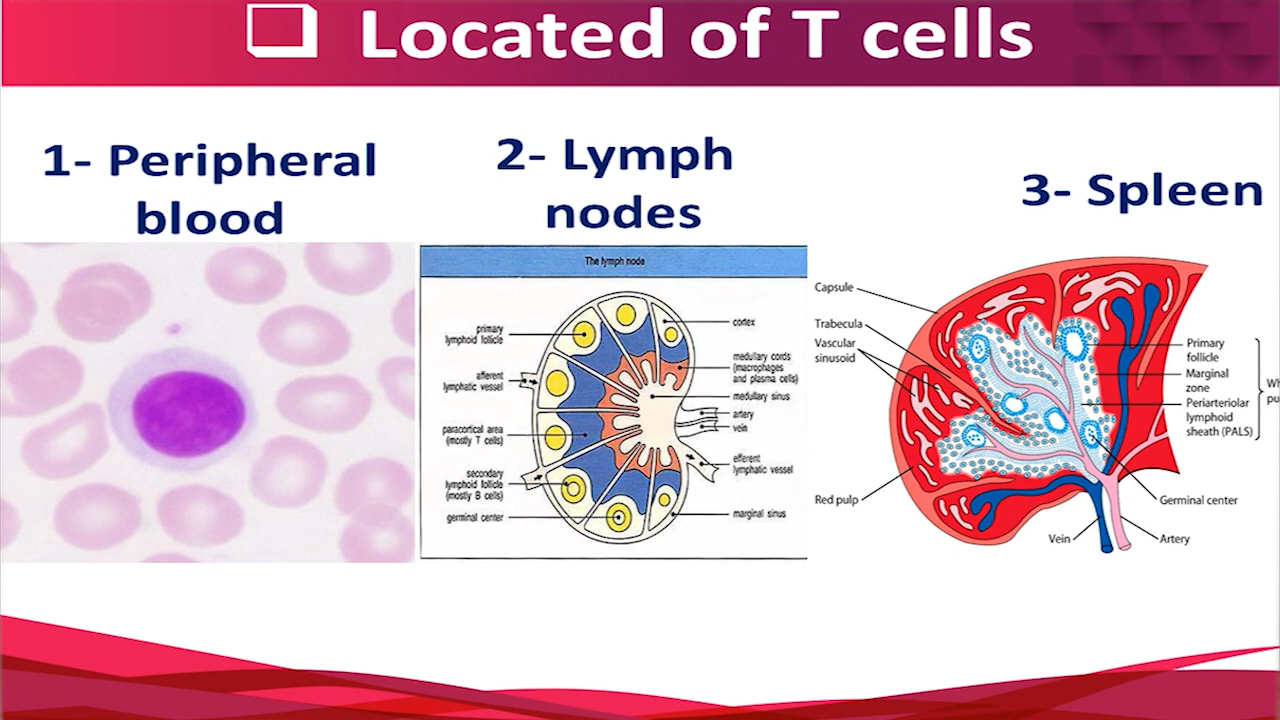 ❑ Located of T cells
1- Peripheral
blood
2- Lymph
nodes
3- Spleen
The lymph node
primary
lymphoid follicle
afferent
lymphatic vessel
paracortical area
(mostly T cells)
secondary
lymphoid follicle
(mostly B cells)
germinal center
cortex
medullary cords
(macrophages
and plasma cells)
medullary sinus
artery
vein
efferent
lymphatic vessel
marginal sinus
Capsule
Trabecula
Vascular
sinusoid
Red pulp
Vein
Primary
follicle
Marginal
zone
Periarteriolar
lymphoid
sheath (PALS)
Germinal center
Artery